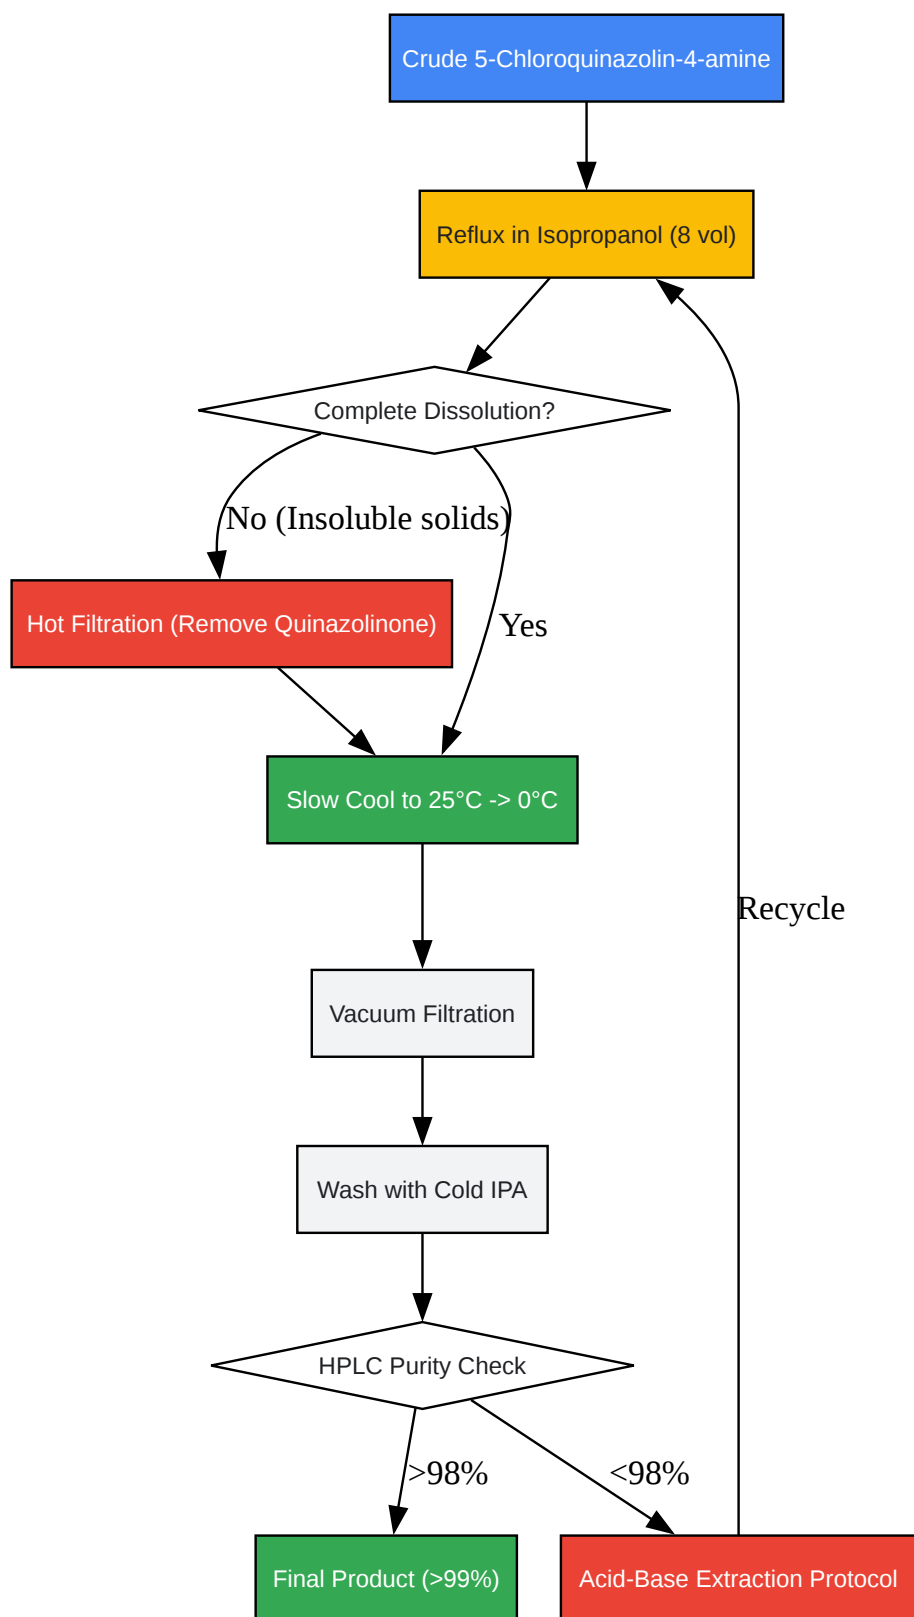 Crude 5-Chloroquinazolin-4-amine
Reflux in Isopropanol (8 vol)
Complete Dissolution?
No (Insoluble solids)
Hot Filtration (Remove Quinazolinone)
Yes
Slow Cool to 25°C -> 0°C
Recycle
Vacuum Filtration
Wash with Cold IPA
HPLC Purity Check
>98%
<98%
Final Product (>99%)
Acid-Base Extraction Protocol